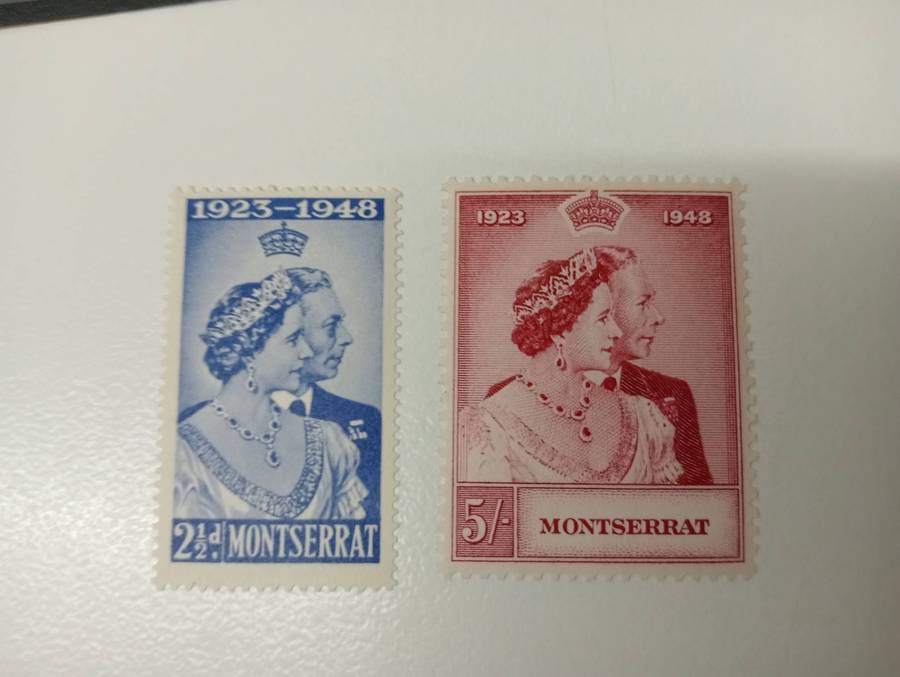 1923–1948
2½d. MONTSERRAT
1923 1948
5/- MONTSERRAT